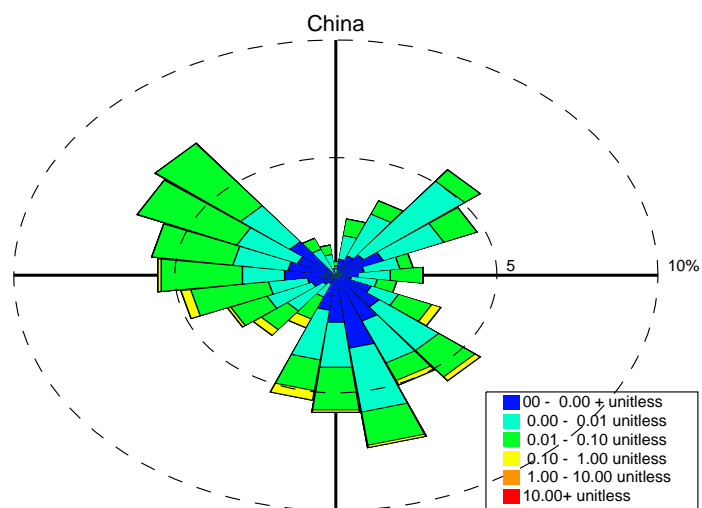 China
5
10%
00 - 0.00 + unitless
0.00 - 0.01 unitless
0.01 - 0.10 unitless
0.10 - 1.00 unitless
1.00 - 10.00 unitless
10.00+ unitless